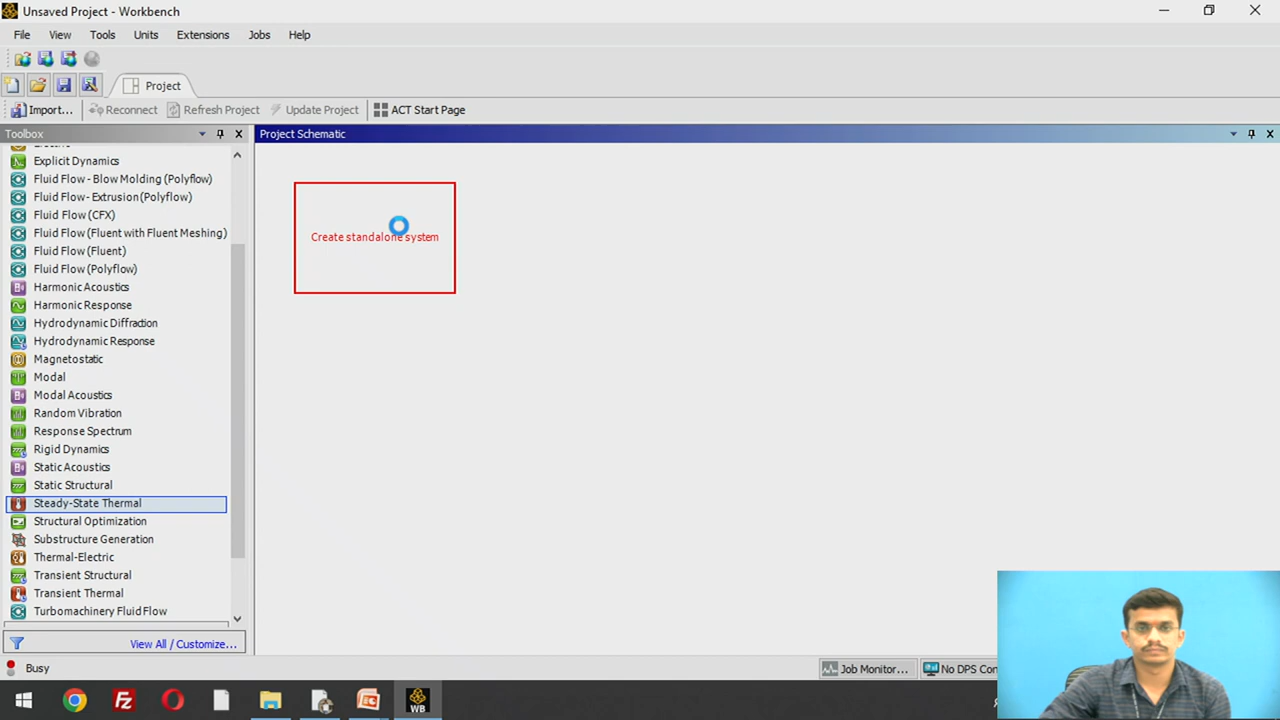 Unsaved Project - Workbench
File View Tools Units Extensions Jobs Help
Project
Import... Reconnect Refresh Project Update Project ACT Start Page
Toolbox
Project Schematic
Explicit Dynamics
Fluid Flow - Blow Molding (Polyflow)
Fluid Flow- Extrusion (Polyflow)
Fluid Flow (CFX)
Fluid Flow (Fluent with Fluent Meshing)
Fluid Flow (Fluent)
Fluid Flow (Polyflow)
Harmonic Acoustics
Harmonic Response
Hydrodynamic Diffraction
Hydrodynamic Response
Magnetostatic
Modal
Modal Acoustics
Random Vibration
Response Spectrum
Rigid Dynamics
Static Acoustics
Static Structural
Steady-State Thermal
Structural Optimization
Substructure Generation
Thermal-Electric
Transient Structural
Transient Thermal
Turbomachinery Fluid Flow
Create standalone system
View All / Customize...
Busy
Job Monitor...
No DPS Con
WB